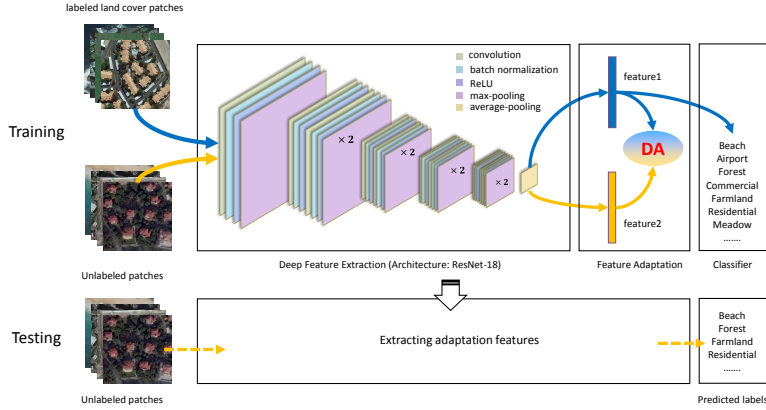 labeled land cover patches
convolution
batch normalization
ReLU
max-pooling
average-pooling
feature1
Training
× 2
× 2
× 2
× 2
DA
Beach
Airport
Forest
Commercial
Farmland
Residential
Meadow
.......
feature2
Unlabeled patches
Deep Feature Extraction (Architecture: ResNet-18)
Feature Adaptation
Classifier
Testing
Extracting adaptation features
Beach
Forest
Farmland
Residential
.......
Unlabeled patches
Predicted labels